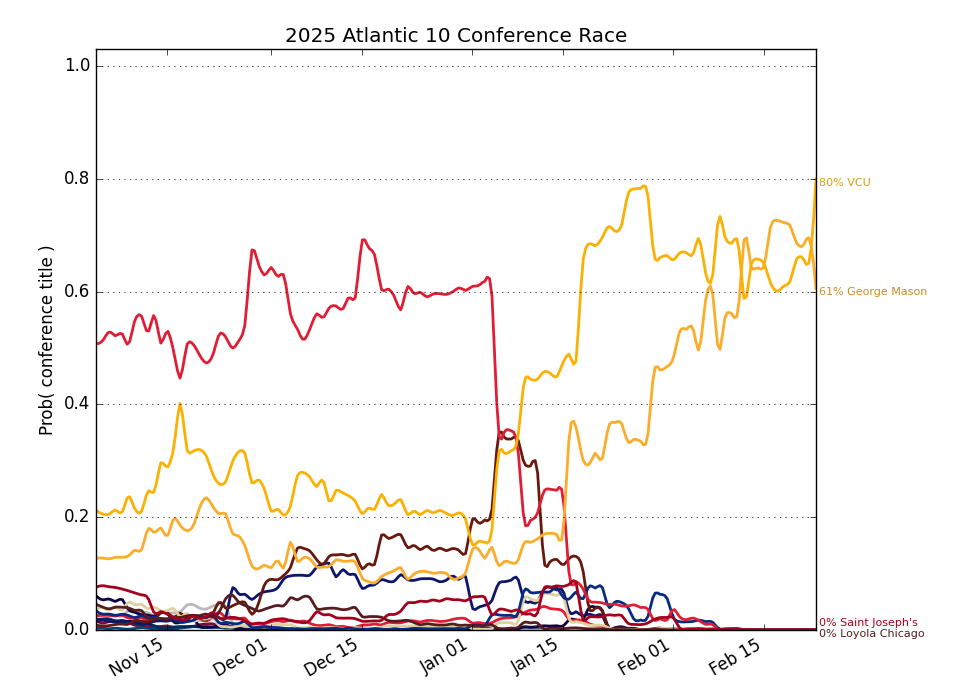 2025 Atlantic 10 Conference Race
Prob( conference title )
1.0
0.8
0.6
0.4
0.2
0.0
80% VCU
61% George Mason
0% Saint Joseph's
0% Loyola Chicago
Nov 15
Dec 01
Dec 15
Jan 01
Jan 15
Feb 01
Feb 15